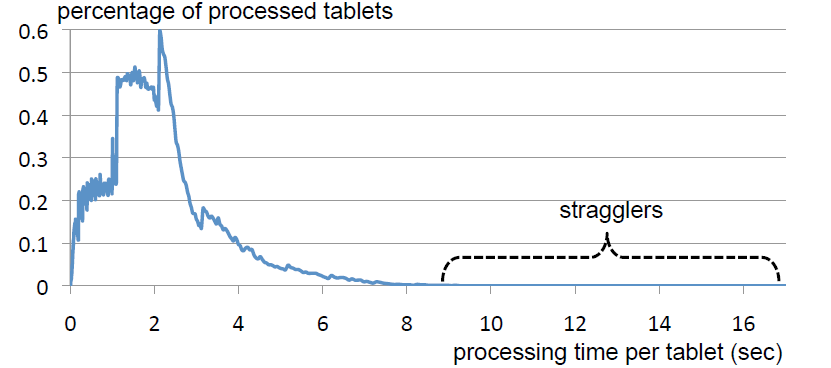 percentage of processed tablets
0.6
0.5
0.4
0.3
0.2
0.1
0
stragglers
0 2 4 6 8 10 12 14 16
processing time per tablet (sec)